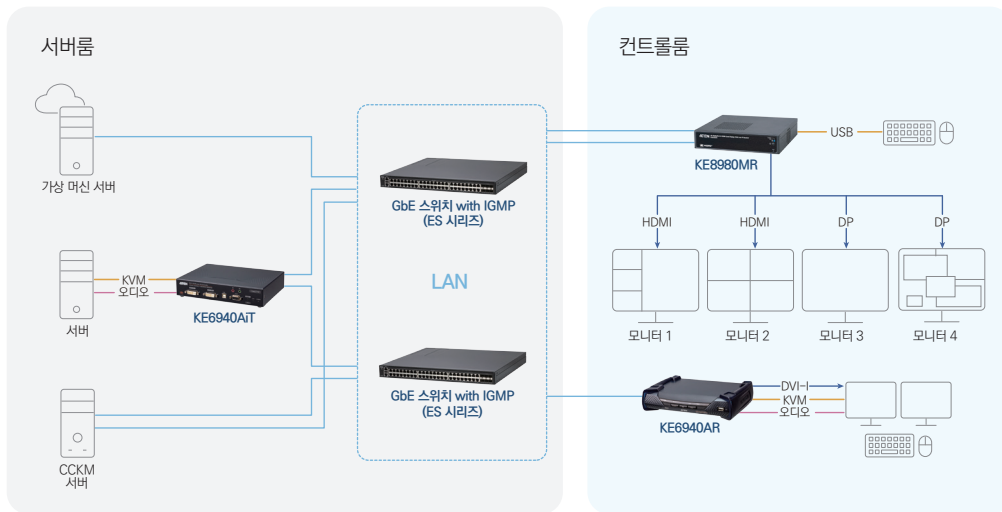 서버룸
가상 머신 서버
KVM
오디오
서버
KE6940AiT
CCKM
서버
GbE 스위치 with IGMP
(ES 시리즈)
LAN
GbE 스위치 with IGMP
(ES 시리즈)
컨트롤룸
KE8980MR
USB
HDMI
HDMI
DP
DP
모니터 1
모니터 2
모니터 3
모니터 4
KE6940AR
DVI-I
KVM
오디오